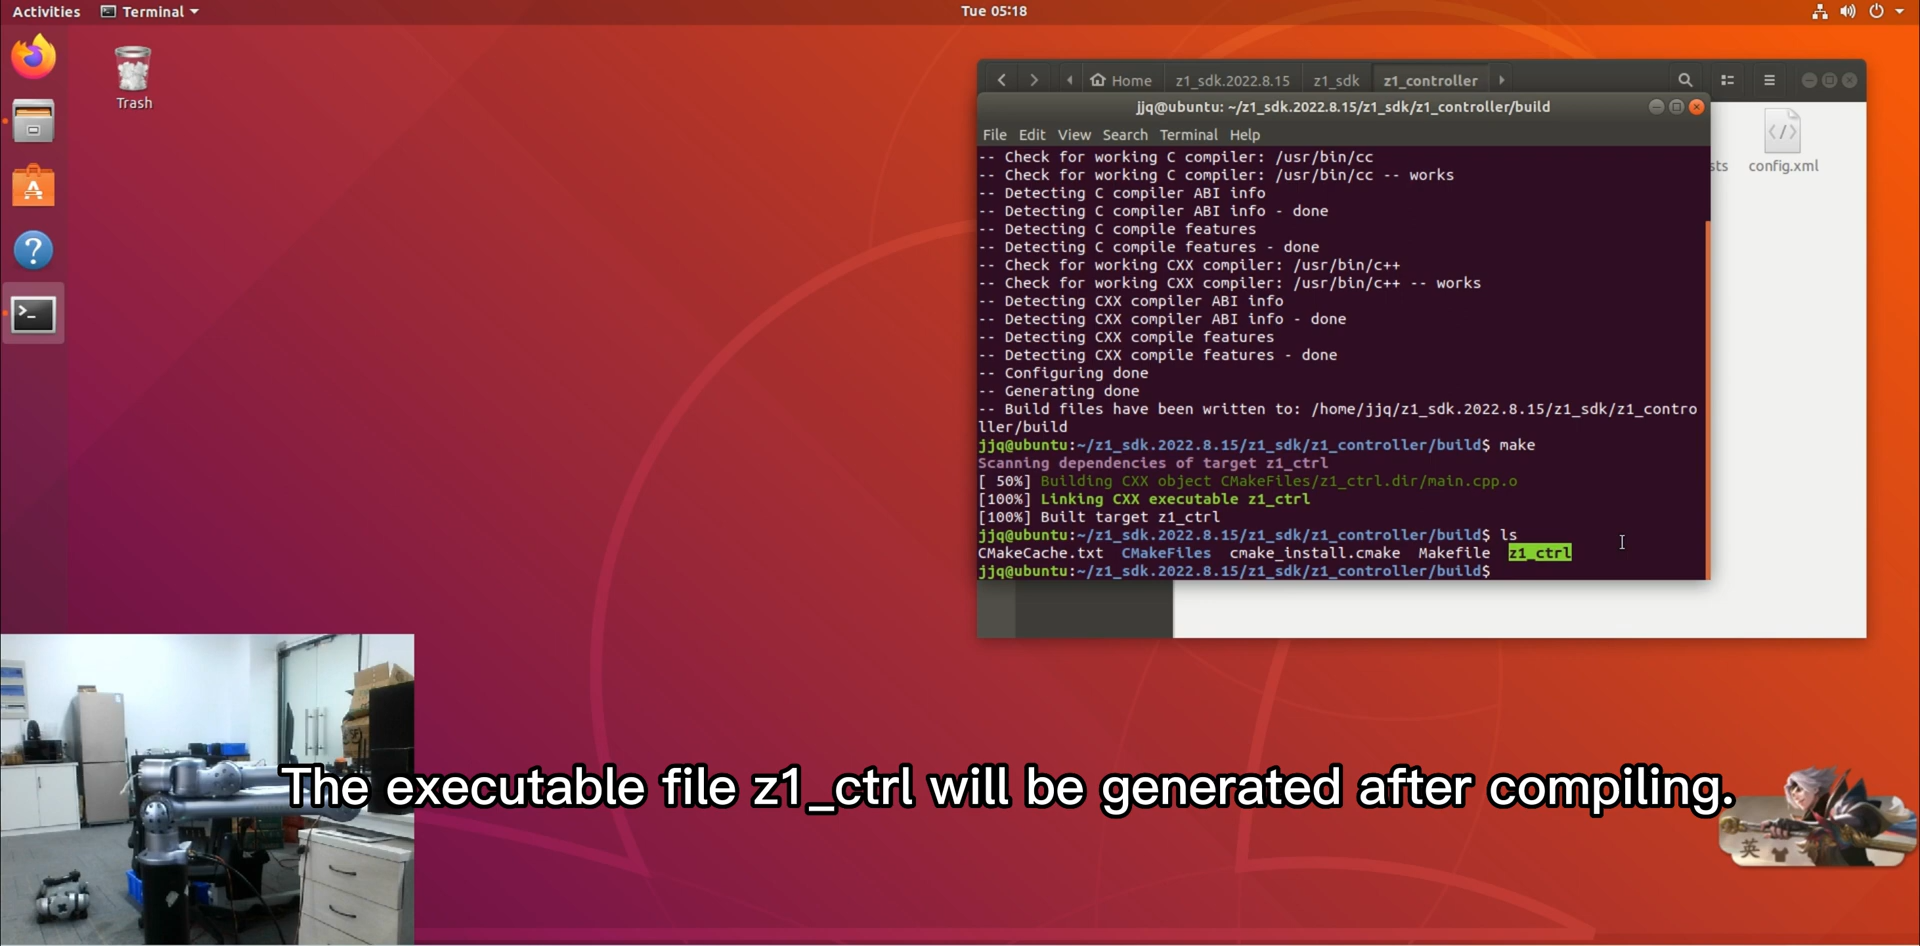 Activities
Terminal
Tue 05:18
Trash
Home
z1_sdk.2022.8.15
z1_sdk
z1_controller
jjq@ubuntu: ~/z1_sdk.2022.8.15/z1_sdk/z1_controller/build
File Edit View Search Terminal Help
sts
config.xml
-- Check for working C compiler: /usr/bin/cc
-- Check for working C compiler: /usr/bin/cc -- works
-- Detecting C compiler ABI info
-- Detecting C compiler ABI info - done
-- Detecting C compile features
-- Detecting C compile features - done
-- Check for working CXX compiler: /usr/bin/c++
-- Check for working CXX compiler: /usr/bin/c++ -- works
-- Detecting CXX compiler ABI info
-- Detecting CXX compiler ABI info - done
-- Detecting CXX compile features
-- Detecting CXX compile features - done
-- Configuring done
-- Generating done
-- Build files have been written to: /home/jjq/z1_sdk.2022.8.15/z1_sdk/z1_contro
ller/build
jjq@ubuntu:~/z1_sdk.2022.8.15/z1_sdk/z1_controller/build$ make
Scanning dependencies of target z1_ctrl
[ 50%] Building CXX object CMakeFiles/z1_ctrl.dir/main.cpp.o
[100%] Linking CXX executable z1_ctrl
[100%] Built target z1_ctrl
jjq@ubuntu:~/z1_sdk.2022.8.15/z1_sdk/z1_controller/build$ ls
CMakeCache.txt CMakeFiles cmake_install.cmake Makefile z1_ctrl
jjq@ubuntu:~/z1_sdk.2022.8.15/z1_sdk/z1_controller/build$
The executable file z1_ctrl will be generated after compiling.
英